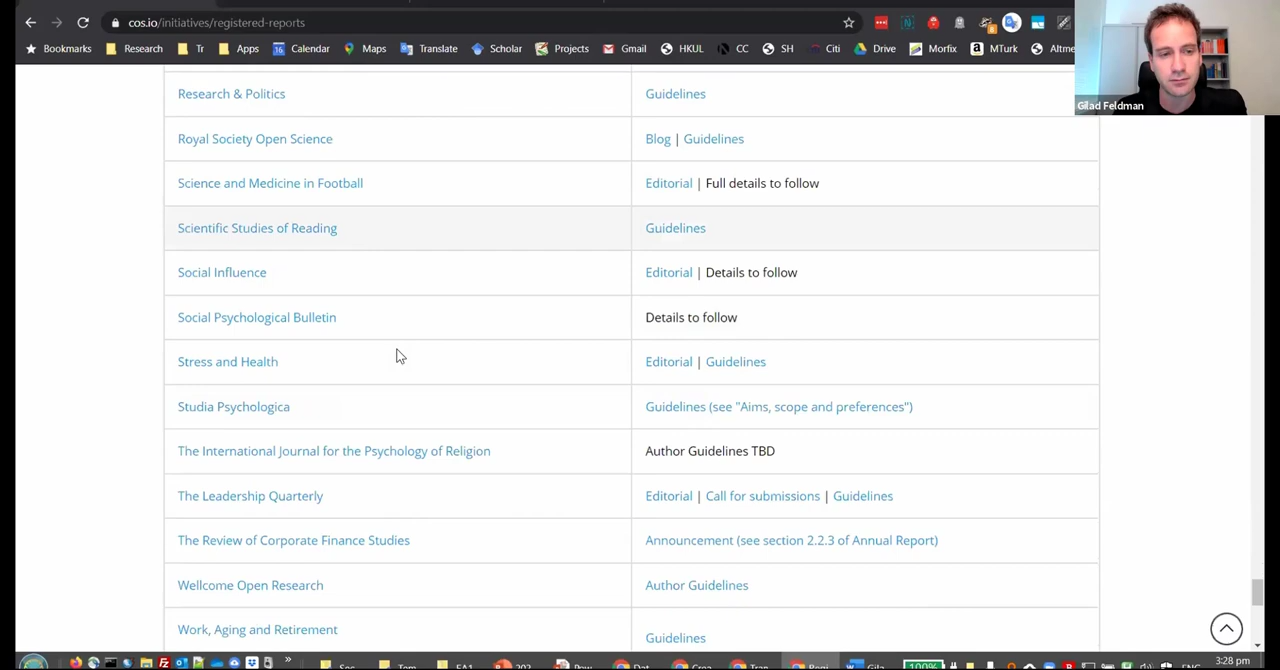 cos.io/initiatives/registered-reports
Bookmarks Research Tr Apps Calendar Maps Translate Scholar Projects Gmail HKUL CC SH Citi Drive Morfix MTurk Altme
Gilad Feldman
Research & Politics Guidelines
Royal Society Open Science Blog | Guidelines
Science and Medicine in Football Editorial | Full details to follow
Scientific Studies of Reading Guidelines
Social Influence Editorial | Details to follow
Social Psychological Bulletin Details to follow
Stress and Health Editorial | Guidelines
Studia Psychologica Guidelines (see "Aims, scope and preferences")
The International Journal for the Psychology of Religion Author Guidelines TBD
The Leadership Quarterly Editorial | Call for submissions | Guidelines
The Review of Corporate Finance Studies Announcement (see section 2.2.3 of Annual Report)
Wellcome Open Research Author Guidelines
Work, Aging and Retirement Guidelines
100% 3:28 pm